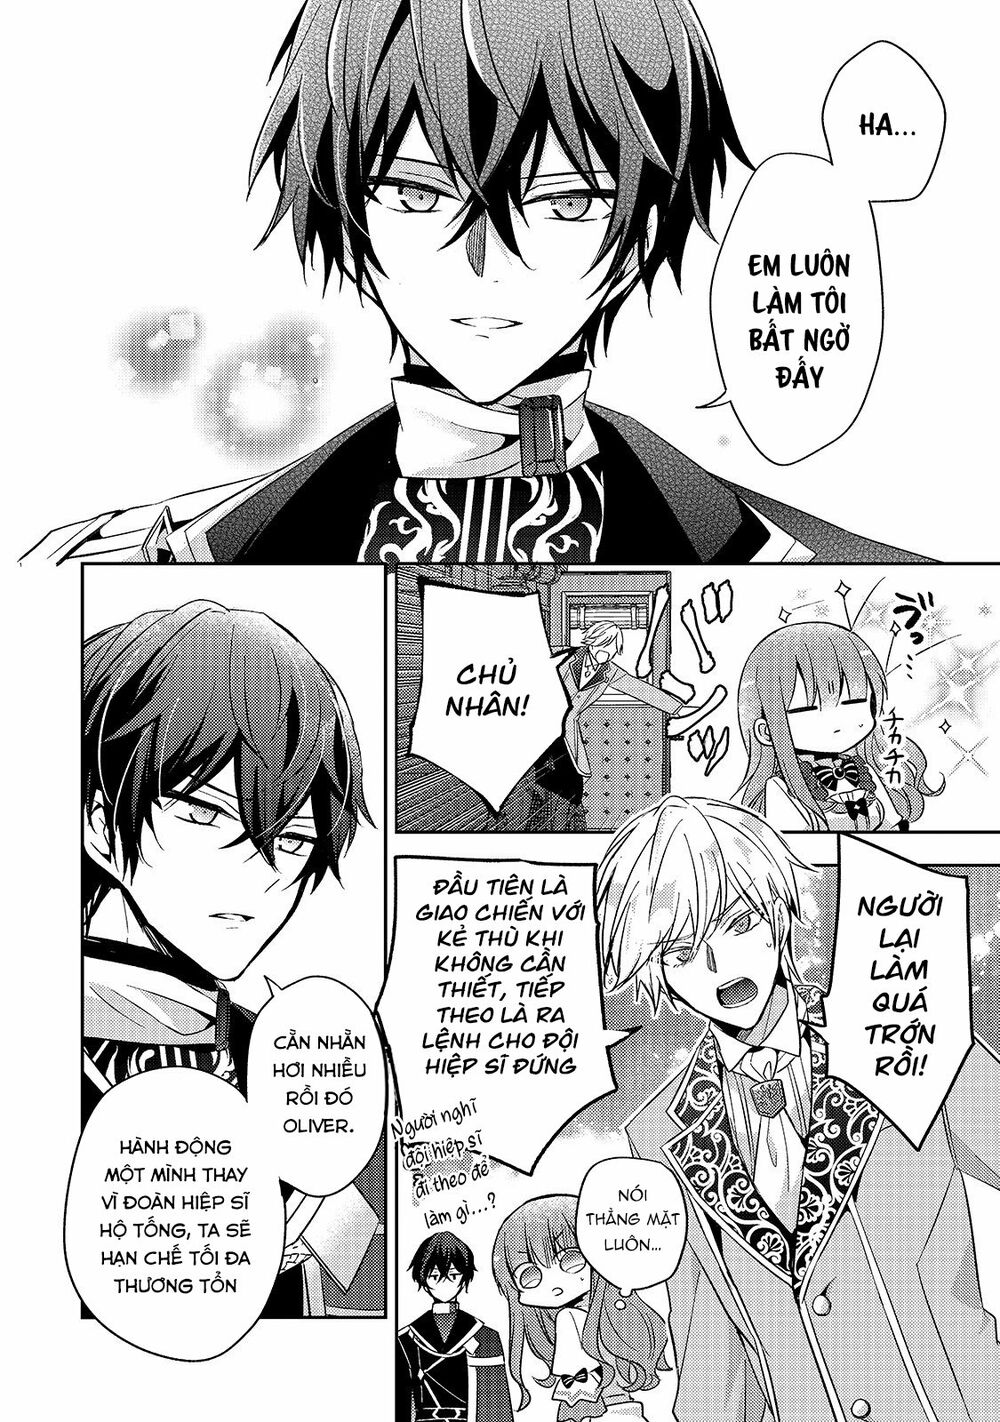 HA...
EM LUÔN
LÀM TÔI
BẤT NGỜ
ĐẤY
CHỦ
NHÂN!
チカチカ
NGƯỜI
LẠI
LÀM
QUÁ
TRỚN
RỒI!
ĐẦU TIÊN LÀ
GIAO CHIẾN VỚI
KẺ THÙ KHI
KHÔNG CẦN
THIẾT, TIẾP
THEO LÀ RA
LỆNH CHO ĐỘI
HIỆP SĨ ĐỨNG
Người nghĩ
đội hiệp sĩ
đi theo để
làm gì...?
NÓI
THẲNG MẶT
LUÔN...
CẰN NHẰN
HƠI NHIỀU
RỒI ĐÓ
OLIVER.
HÀNH ĐỘNG
MỘT MÌNH THAY
VÌ ĐOÀN HIỆP SĨ
HỘ TỐNG, TA SẼ
HẠN CHẾ TỐI ĐA
THƯƠNG TỔN